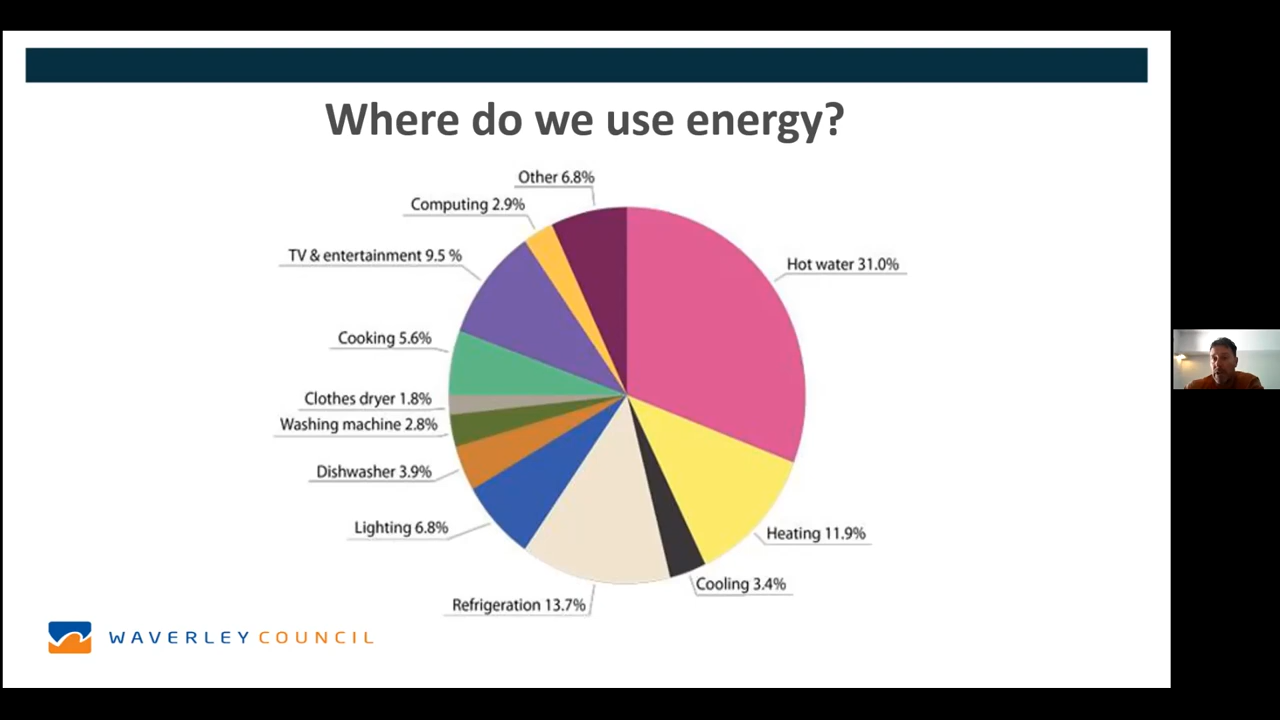 Where do we use energy?
Other 6.8%
Computing 2.9%
TV & entertainment 9.5 %
Hot water 31.0%
Cooking 5.6%
Clothes dryer 1.8%
Washing machine 2.8%
Dishwasher 3.9%
Lighting 6.8%
Heating 11.9%
Cooling 3.4%
Refrigeration 13.7%
WAVERLEY COUNCIL